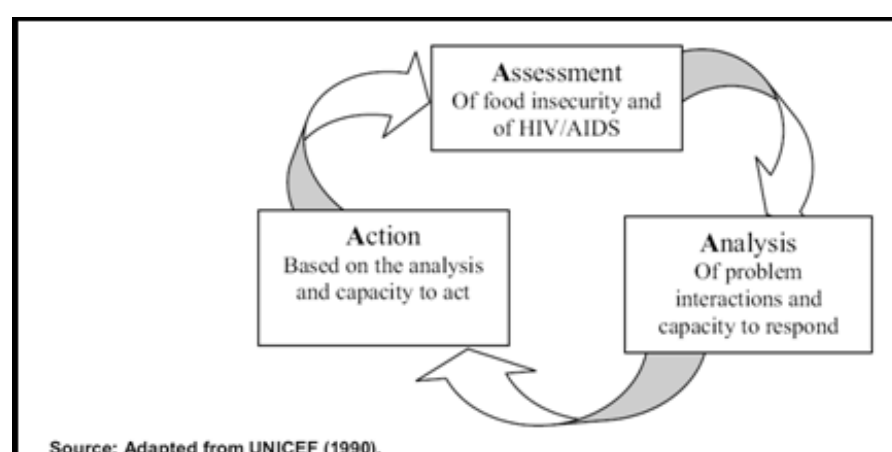 Assessment
Of food insecurity and
of HIV/AIDS
Action
Based on the analysis
and capacity to act
Analysis
Of problem
interactions and
capacity to respond
Source: Adapted from UNICEF (1990).